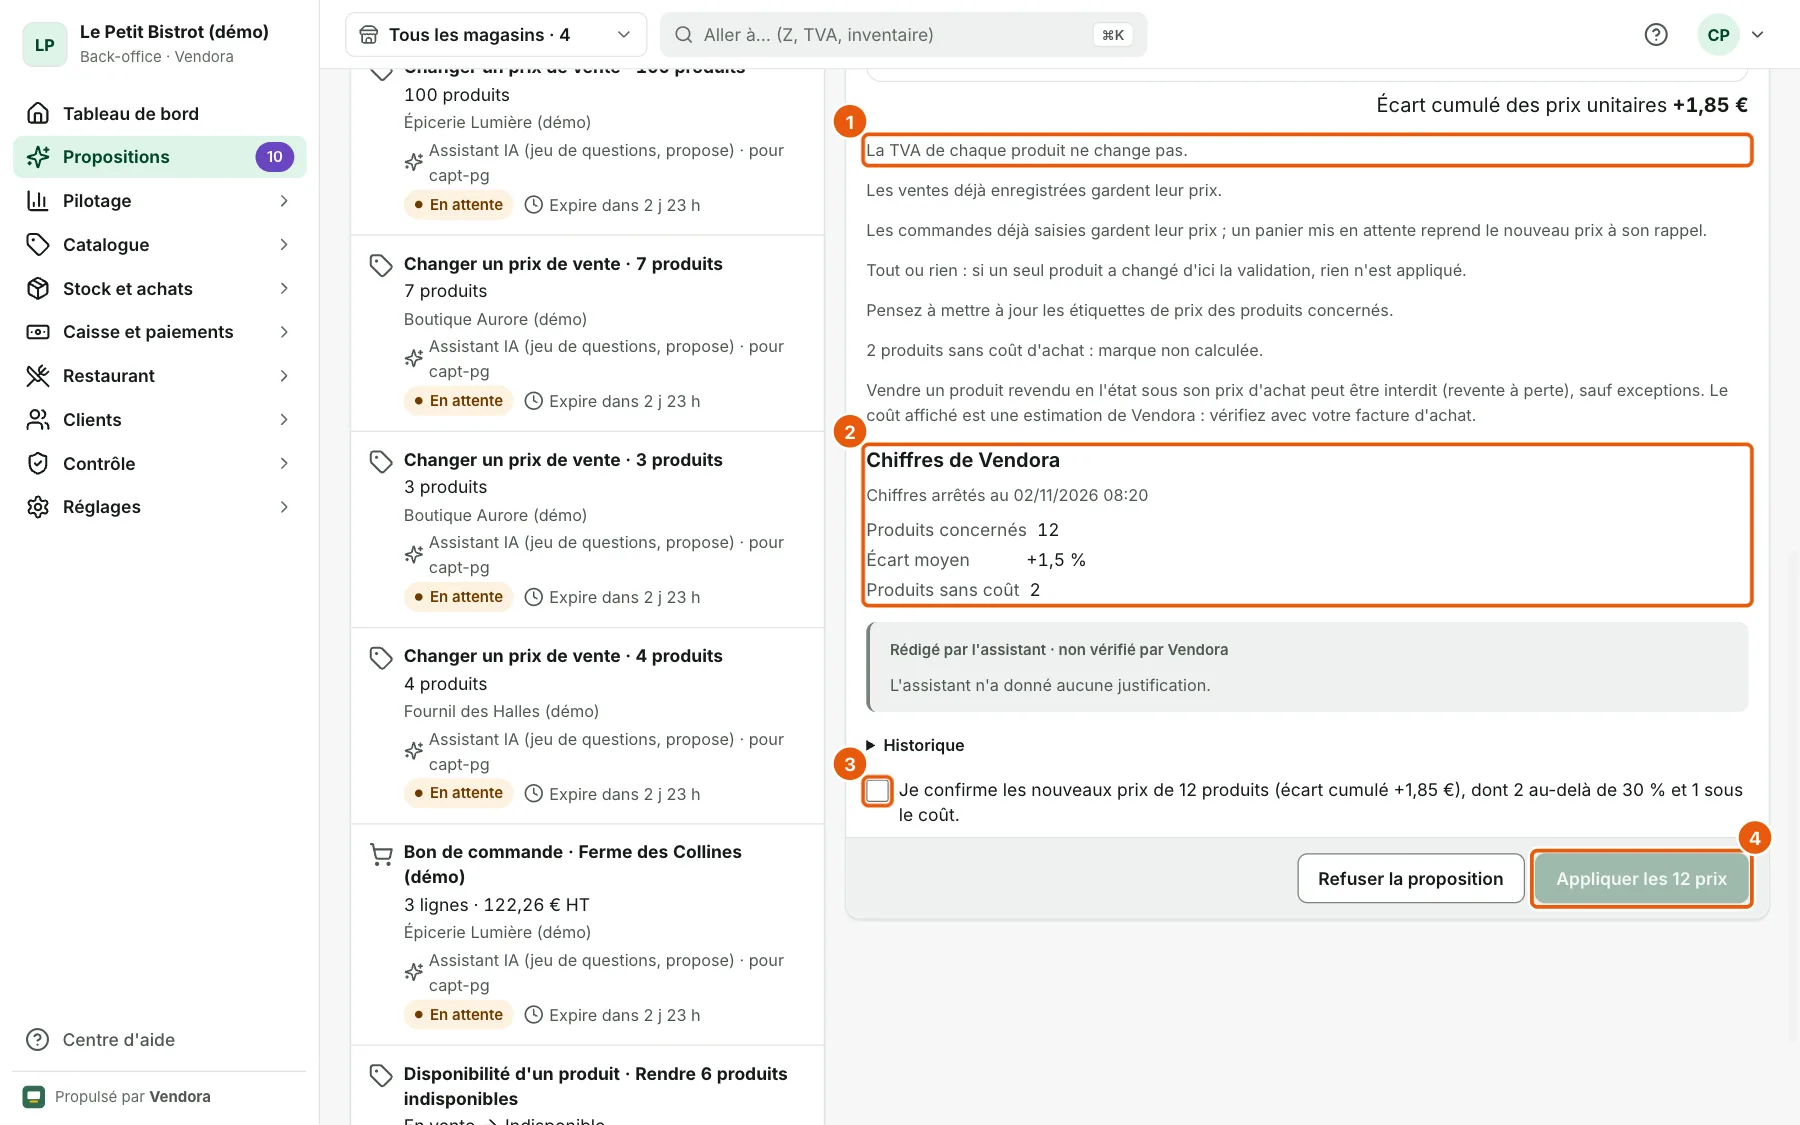 LP
Le Petit Bistrot (démo)
Back-office · Vendora
Tableau de bord
Propositions
10
Pilotage
Catalogue
Stock et achats
Caisse et paiements
Restaurant
Clients
Contrôle
Réglages
Centre d'aide
Propulsé par Vendora
Tous les magasins · 4
Aller à... (Z, TVA, inventaire)
⌘K
CP
Changer un prix de vente · 100 produits
100 produits
Épicerie Lumière (démo)
Assistant IA (jeu de questions, propose) · pour
capt-pg
En attente
Expire dans 2 j 23 h
Changer un prix de vente · 7 produits
7 produits
Boutique Aurore (démo)
Assistant IA (jeu de questions, propose) · pour
capt-pg
En attente
Expire dans 2 j 23 h
Changer un prix de vente · 3 produits
3 produits
Boutique Aurore (démo)
Assistant IA (jeu de questions, propose) · pour
capt-pg
En attente
Expire dans 2 j 23 h
Changer un prix de vente · 4 produits
4 produits
Fournil des Halles (démo)
Assistant IA (jeu de questions, propose) · pour
capt-pg
En attente
Expire dans 2 j 23 h
Bon de commande · Ferme des Collines
(démo)
3 lignes · 122,26 € HT
Épicerie Lumière (démo)
Assistant IA (jeu de questions, propose) · pour
capt-pg
En attente
Expire dans 2 j 23 h
Disponibilité d'un produit · Rendre 6 produits
indisponibles
En vente → Indisponible
Écart cumulé des prix unitaires +1,85 €
1
La TVA de chaque produit ne change pas.
Les ventes déjà enregistrées gardent leur prix.
Les commandes déjà saisies gardent leur prix ; un panier mis en attente reprend le nouveau prix à son rappel.
Tout ou rien : si un seul produit a changé d'ici la validation, rien n'est appliqué.
Pensez à mettre à jour les étiquettes de prix des produits concernés.
2 produits sans coût d'achat : marque non calculée.
Vendre un produit revendu en l'état sous son prix d'achat peut être interdit (revente à perte), sauf exceptions. Le
coût affiché est une estimation de Vendora : vérifiez avec votre facture d'achat.
2
Chiffres de Vendora
Chiffres arrêtés au 02/11/2026 08:20
Produits concernés 12
Écart moyen +1,5 %
Produits sans coût 2
Rédigé par l'assistant · non vérifié par Vendora
L'assistant n'a donné aucune justification.
Historique
3
Je confirme les nouveaux prix de 12 produits (écart cumulé +1,85 €), dont 2 au-delà de 30 % et 1 sous
le coût.
4
Refuser la proposition
Appliquer les 12 prix